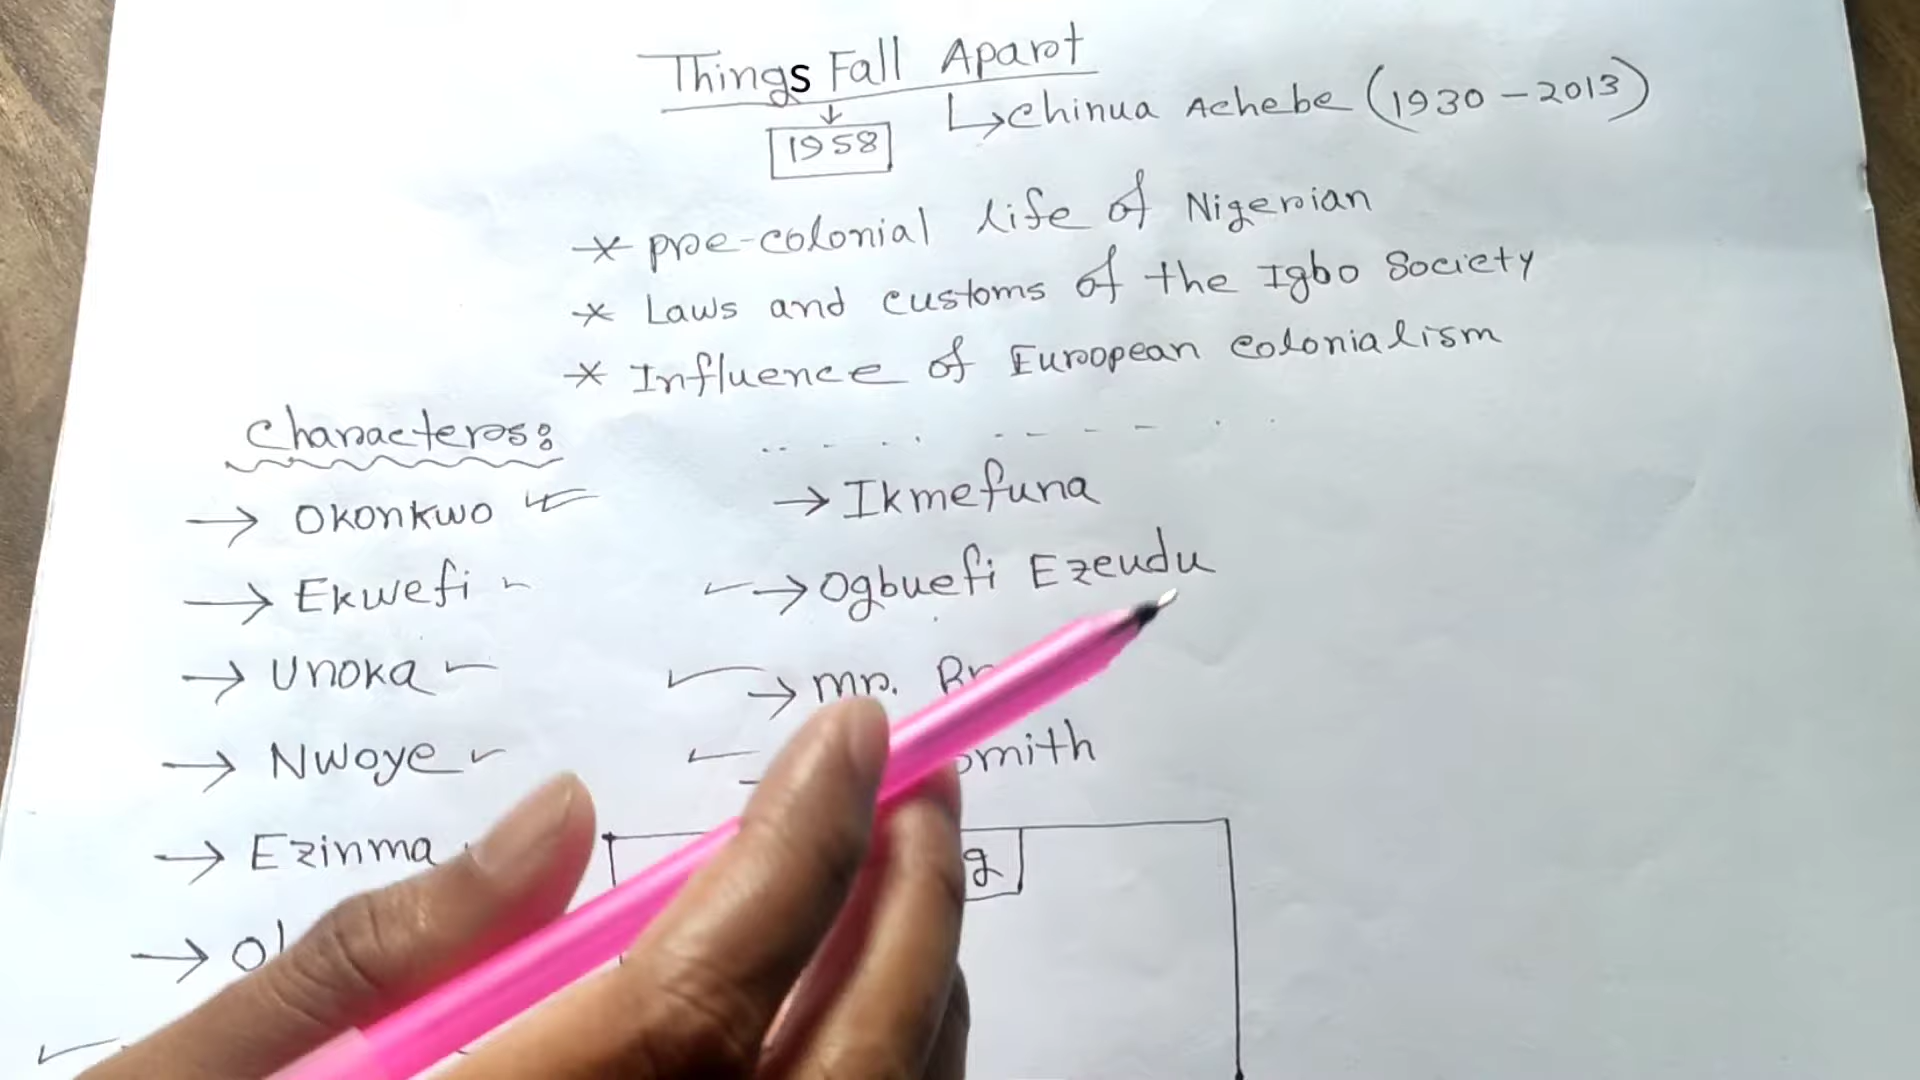 Things Fall Apart
1958
Chinua Achebe (1930-2013)
* pre-colonial life of Nigerian
* Laws and customs of the Igbo Society
* Influence of European colonialism
Characters:
→ Okonkwo
→ Ekwefi
→ Unoka
→ Nwoye
→ Ezinma
→ Ikmefuna
→ Ogbuefi Ezeudu
→ Mr.